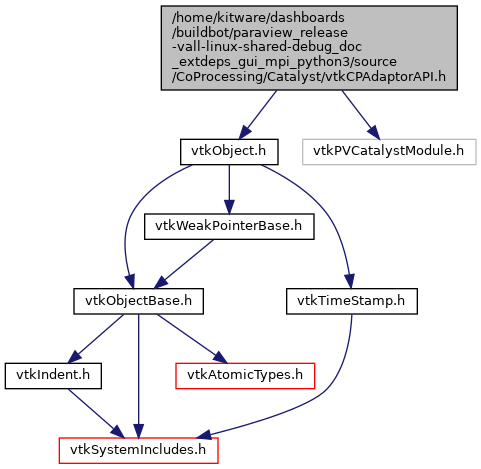 /home/kitware/dashboards
/buildbot/paraview_release
-vall-linux-shared-debug_doc
_extdeps_gui_mpi_python3/source
/CoProcessing/Catalyst/vtkCPAdaptorAPI.h
vtkObject.h
vtkPVCatalystModule.h
vtkWeakPointerBase.h
vtkObjectBase.h
vtkTimeStamp.h
vtkIndent.h
vtkAtomicTypes.h
vtkSystemIncludes.h